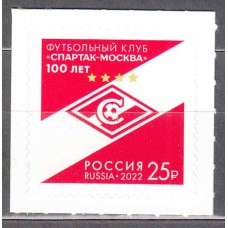 ФУТБОЛЬНЫЙ КЛУБ
«СПАРТАК-МОСКВА»
100 ЛЕТ
С
РОССИЯ
RUSSIA • 2022 25₽